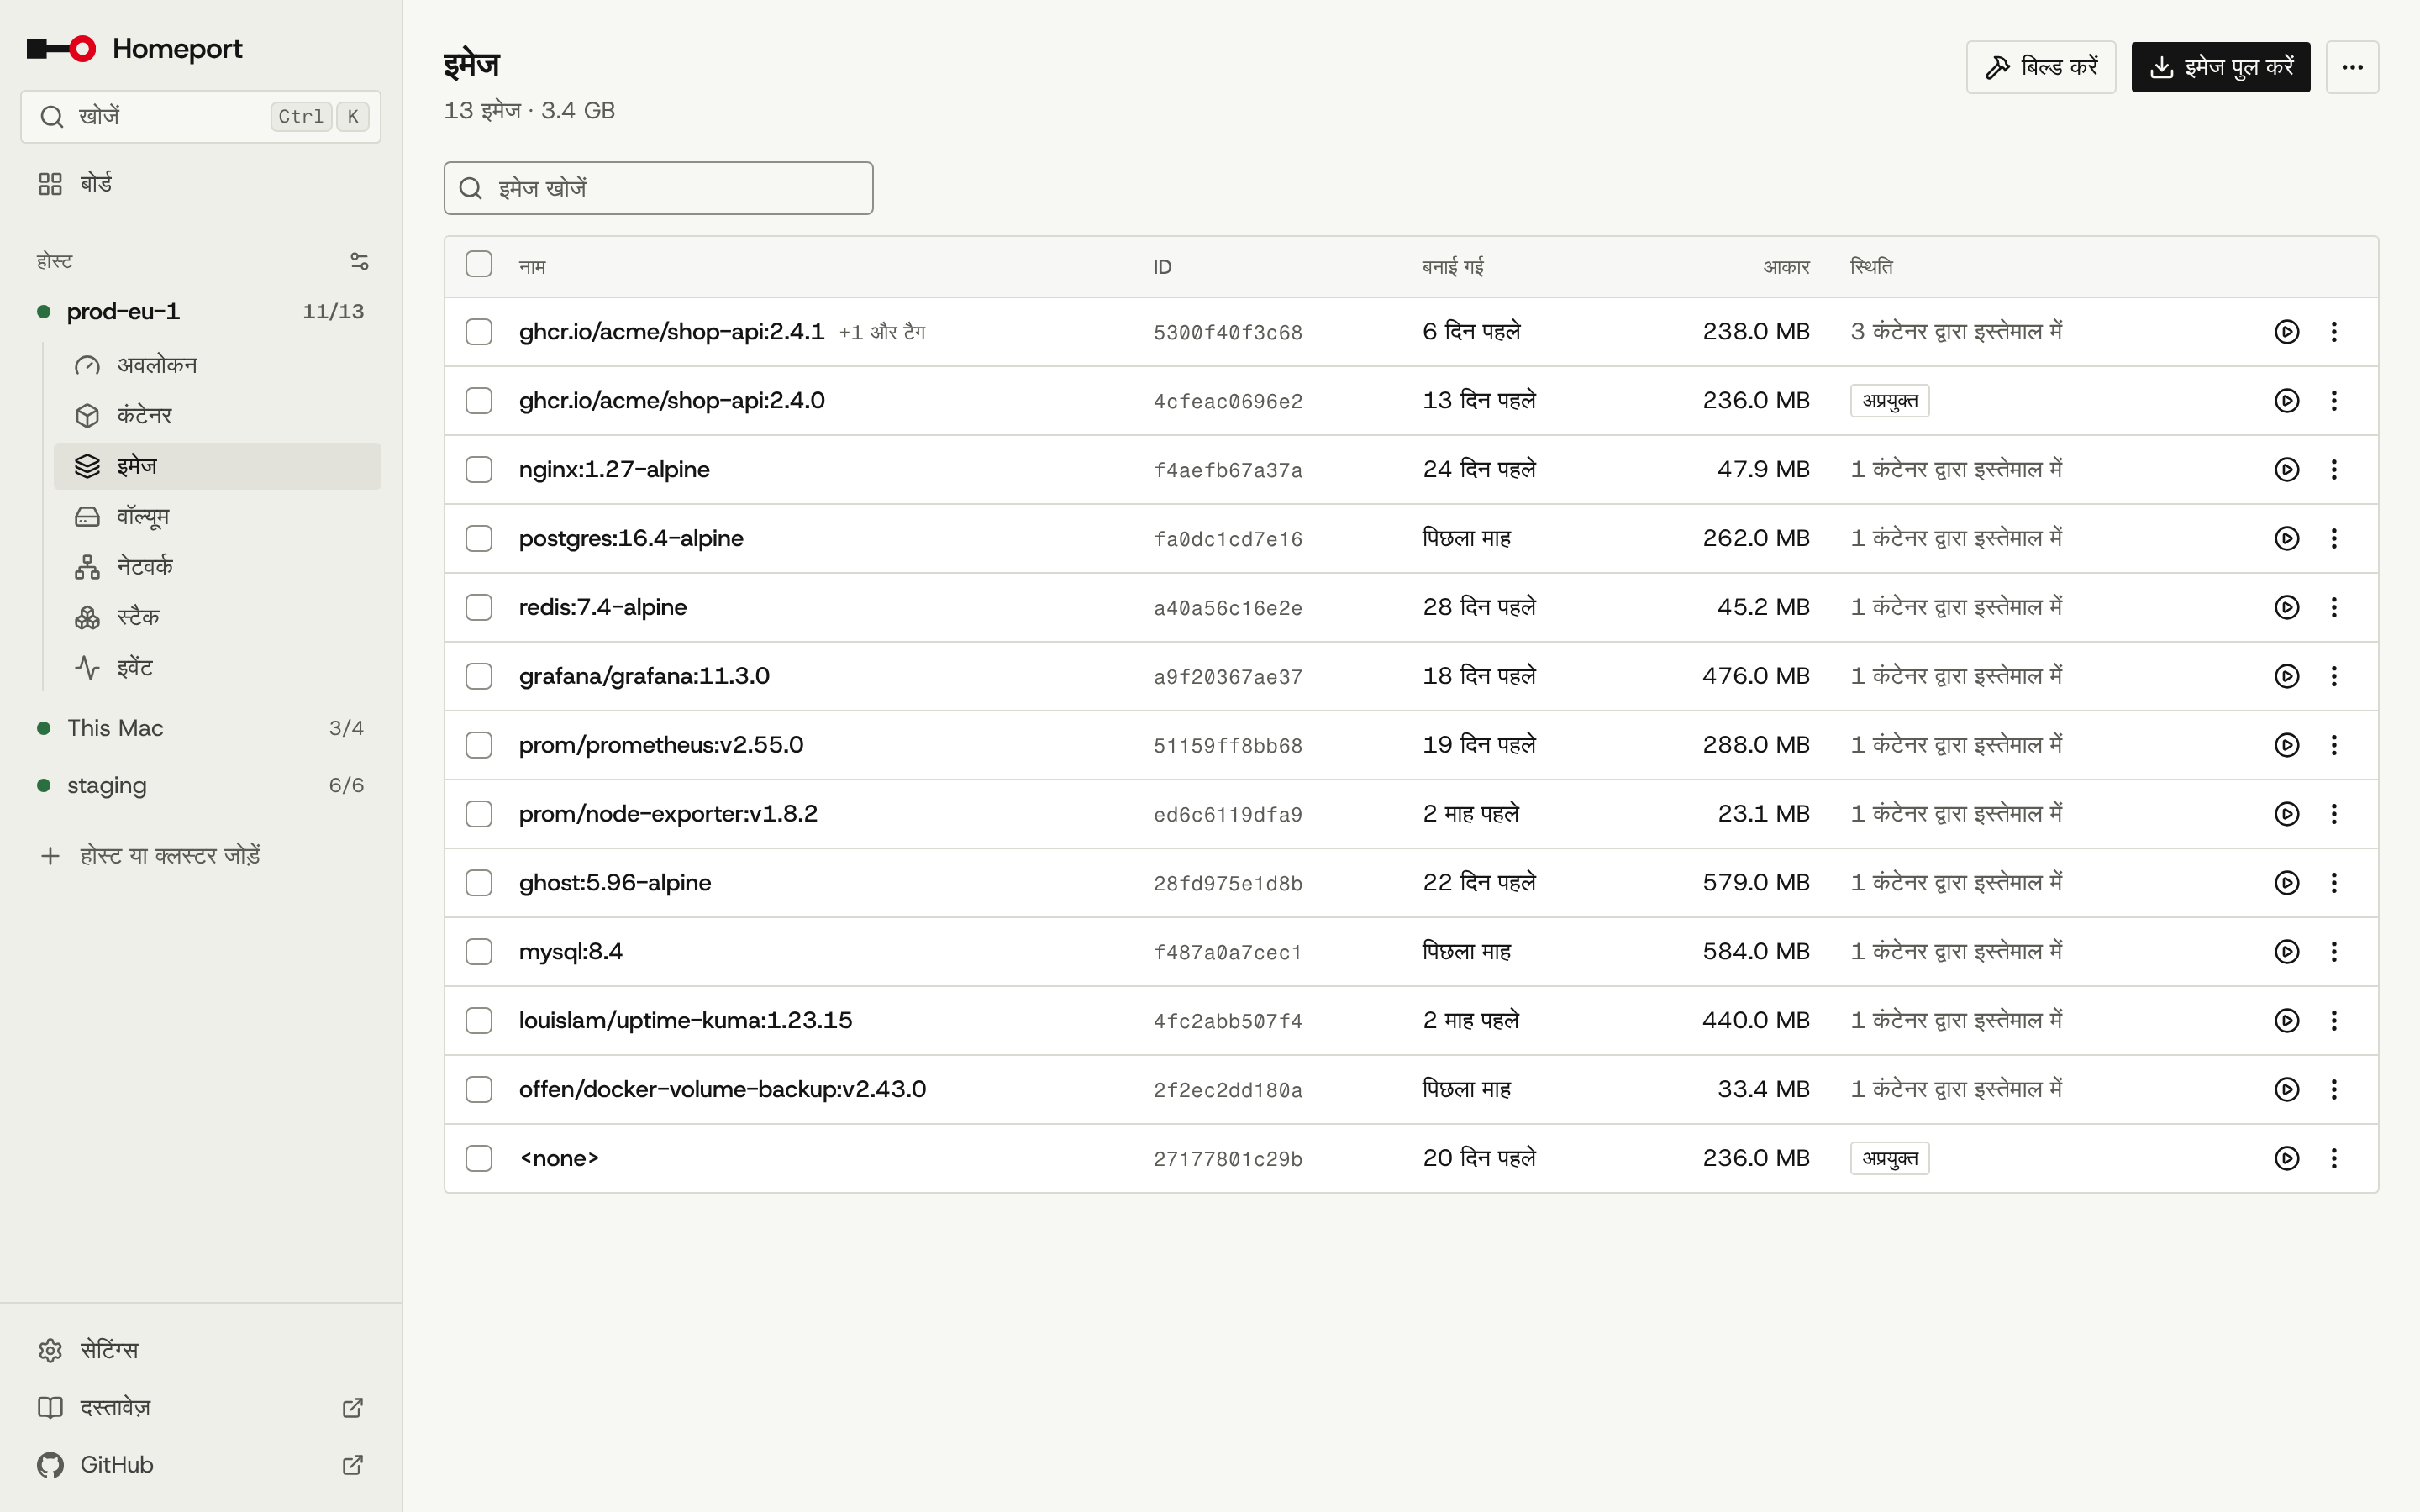 Homeport
खोजें Ctrl K
बोर्ड
होस्ट
prod-eu-1 11/13
अवलोकन
कंटेनर
इमेज
वॉल्यूम
नेटवर्क
स्टैक
इवेंट
This Mac 3/4
staging 6/6
होस्ट या क्लस्टर जोड़ें
सेटिंग्स
दस्तावेज़
GitHub
इमेज
13 इमेज · 3.4 GB
बिल्ड करें
इमेज पुल करें
इमेज खोजें
नाम ID बनाई गई आकार स्थिति
ghcr.io/acme/shop-api:2.4.1 +1 और टैग 5300f40f3c68 6 दिन पहले 238.0 MB 3 कंटेनर द्वारा इस्तेमाल में
ghcr.io/acme/shop-api:2.4.0 4cfeac0696e2 13 दिन पहले 236.0 MB अप्रयुक्त
nginx:1.27-alpine f4aefb67a37a 24 दिन पहले 47.9 MB 1 कंटेनर द्वारा इस्तेमाल में
postgres:16.4-alpine fa0dc1cd7e16 पिछला माह 262.0 MB 1 कंटेनर द्वारा इस्तेमाल में
redis:7.4-alpine a40a56c16e2e 28 दिन पहले 45.2 MB 1 कंटेनर द्वारा इस्तेमाल में
grafana/grafana:11.3.0 a9f20367ae37 18 दिन पहले 476.0 MB 1 कंटेनर द्वारा इस्तेमाल में
prom/prometheus:v2.55.0 51159ff8bb68 19 दिन पहले 288.0 MB 1 कंटेनर द्वारा इस्तेमाल में
prom/node-exporter:v1.8.2 ed6c6119dfa9 2 माह पहले 23.1 MB 1 कंटेनर द्वारा इस्तेमाल में
ghost:5.96-alpine 28fd975e1d8b 22 दिन पहले 579.0 MB 1 कंटेनर द्वारा इस्तेमाल में
mysql:8.4 f487a0a7cec1 पिछला माह 584.0 MB 1 कंटेनर द्वारा इस्तेमाल में
louislam/uptime-kuma:1.23.15 4fc2abb507f4 2 माह पहले 440.0 MB 1 कंटेनर द्वारा इस्तेमाल में
offen/docker-volume-backup:v2.43.0 2f2ec2dd180a पिछला माह 33.4 MB 1 कंटेनर द्वारा इस्तेमाल में
<none> 27177801c29b 20 दिन पहले 236.0 MB अप्रयुक्त